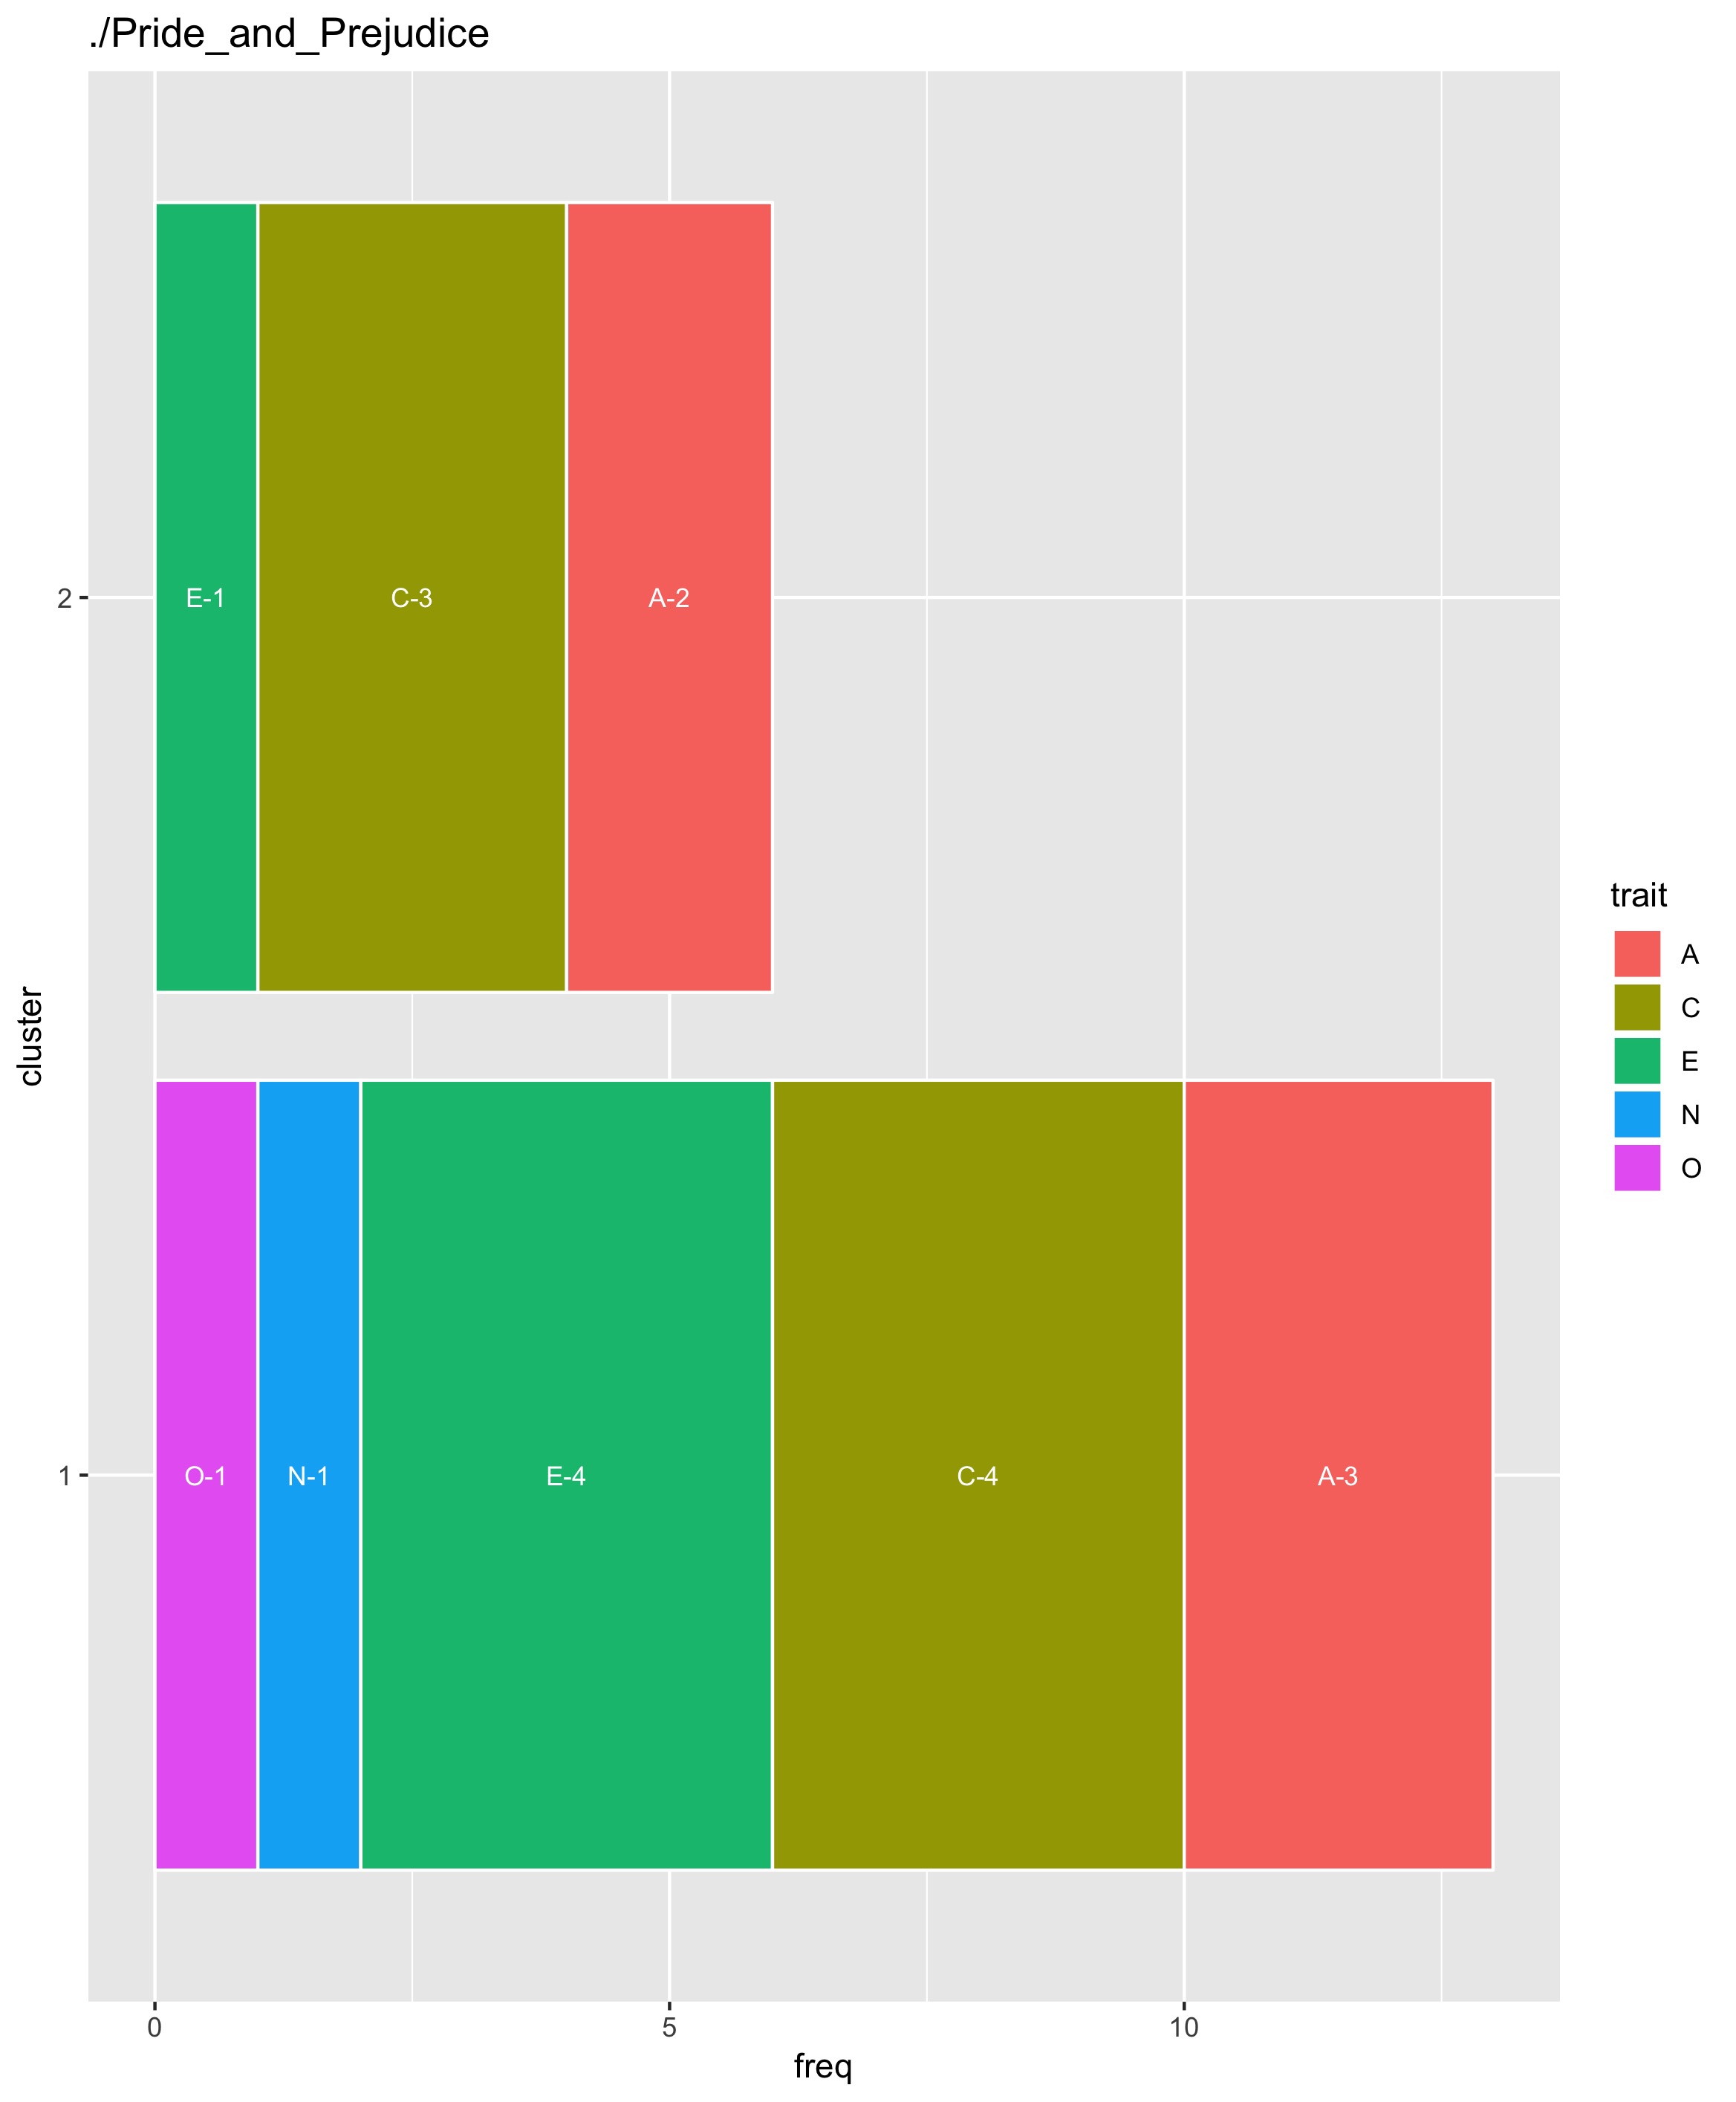 ./Pride_and_Prejudice
2
E-1 C-3 A-2
cluster
1
O-1 N-1 E-4 C-4 A-3
0 5 10
freq
trait
A
C
E
N
O